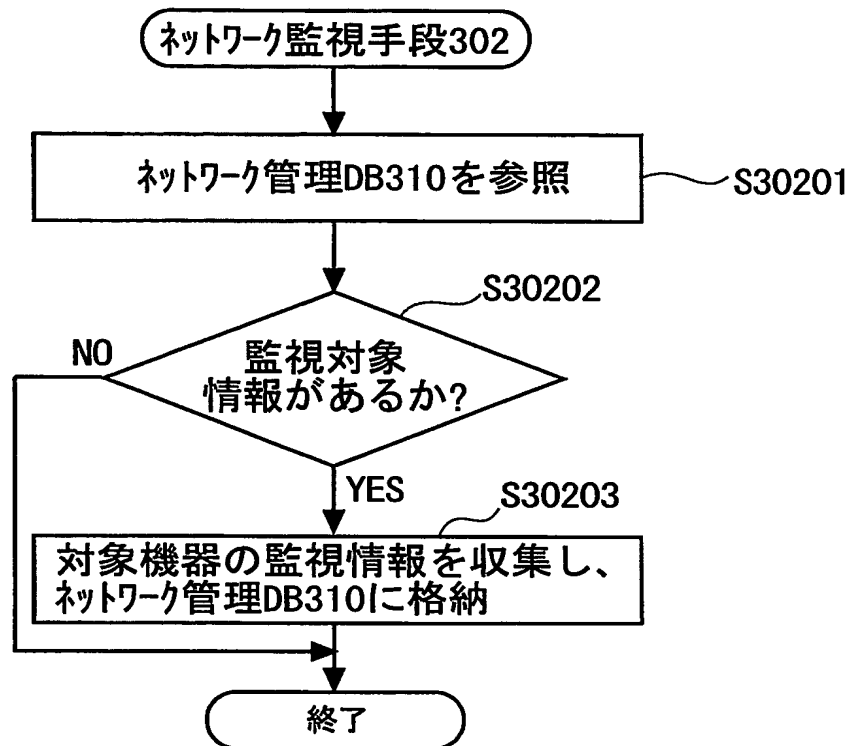 ネットワーク監視手段302
ネットワーク管理DB310を参照
S30201
S30202
NO
監視対象
情報があるか?
YES
S30203
対象機器の監視情報を収集し、
ネットワーク管理DB310に格納
終了